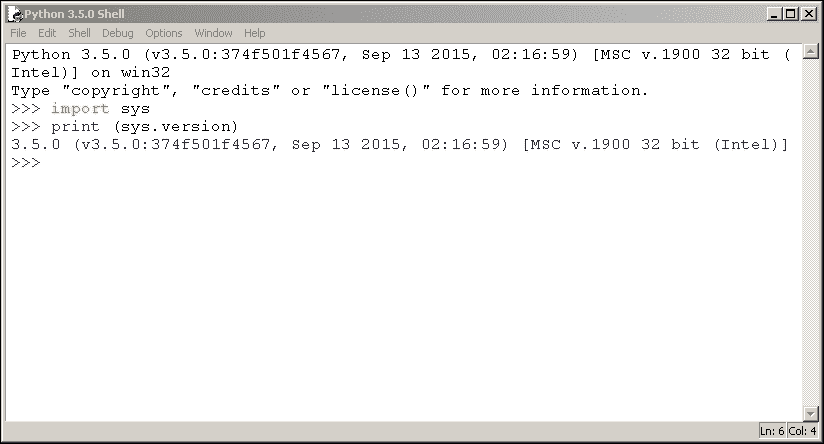 Python 3.5.0 Shell
File Edit Shell Debug Options Window Help
Python 3.5.0 (v3.5.0:374f501f4567, Sep 13 2015, 02:16:59) [MSC v.1900 32 bit (
Intel)] on win32
Type "copyright", "credits" or "license()" for more information.
>>> import sys
>>> print (sys.version)
3.5.0 (v3.5.0:374f501f4567, Sep 13 2015, 02:16:59) [MSC v.1900 32 bit (Intel)]
>>>
Ln: 6 Col: 4